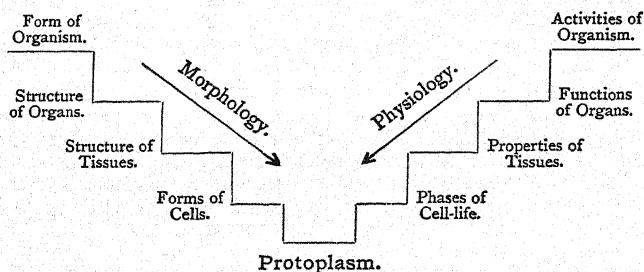 Form of
Organism.
Activities of
Organism.
Morphology.
Physiology.
Structure
of Organs.
Functions
of Organs.
Structure of
Tissues.
Properties of
Tissues.
Forms of
Cells.
Phases of
Cell-life.
Protoplasm.